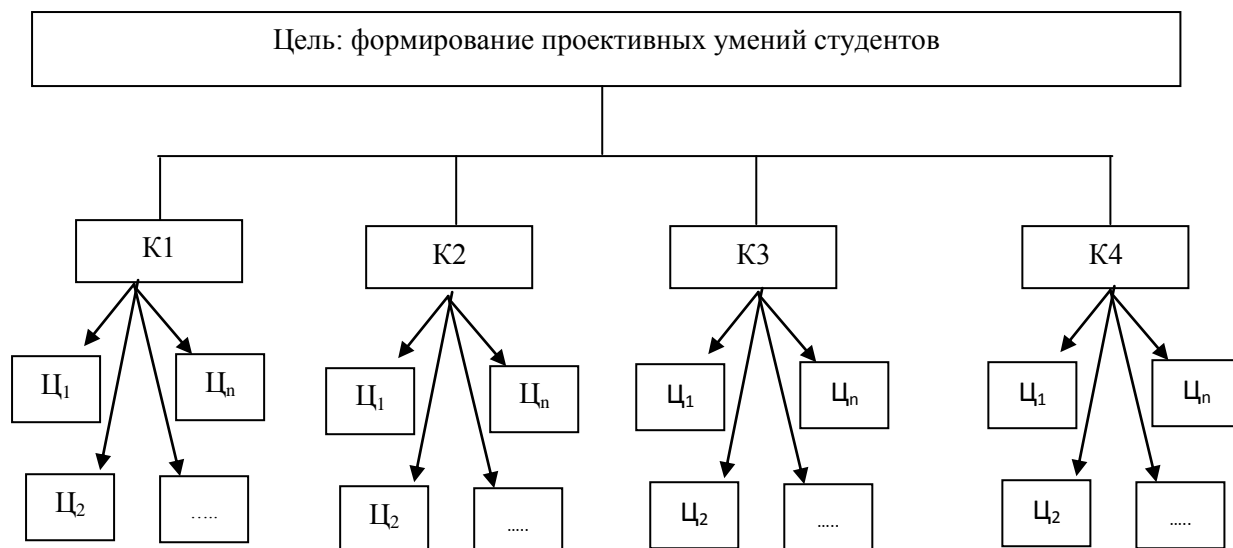 Цель: формирование проективных умений студентов
К1
К2
К3
К4
Ц₁
Цₙ
Ц₁
Цₙ
Ц₁
Цₙ
Ц₁
Цₙ
Ц₂
.....
Ц₂
.....
Ц₂
.....
Ц₂
.....